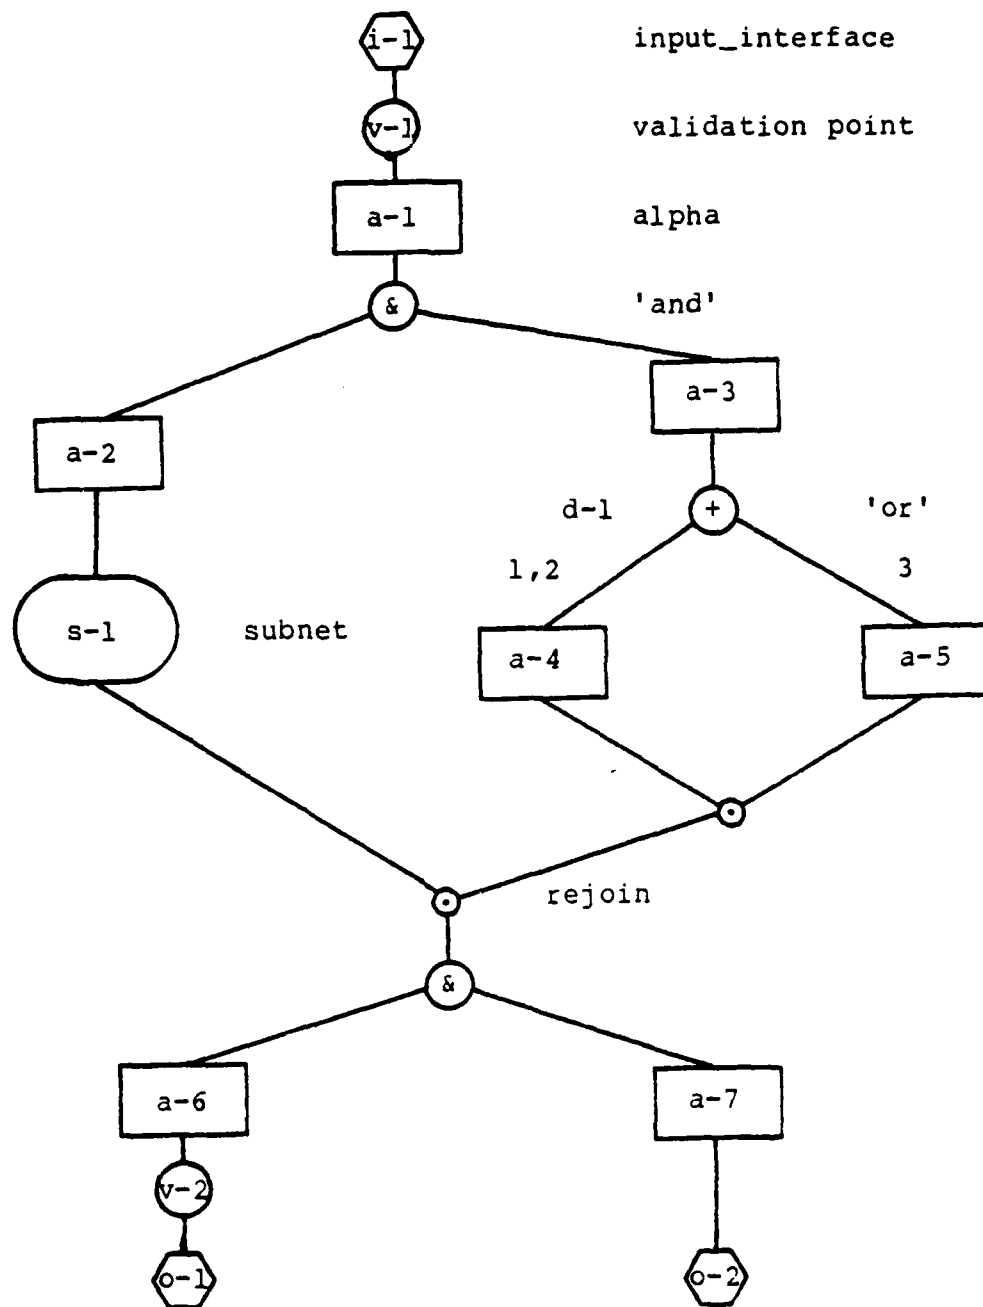 i-1 input_interface
v-1 validation point
a-1 alpha
& 'and'
a-3
a-2
d-1 + 'or'
1,2 3
s-1 subnet
a-4 a-5
rejoin
&
a-6 a-7
v-2
o-1 o-2